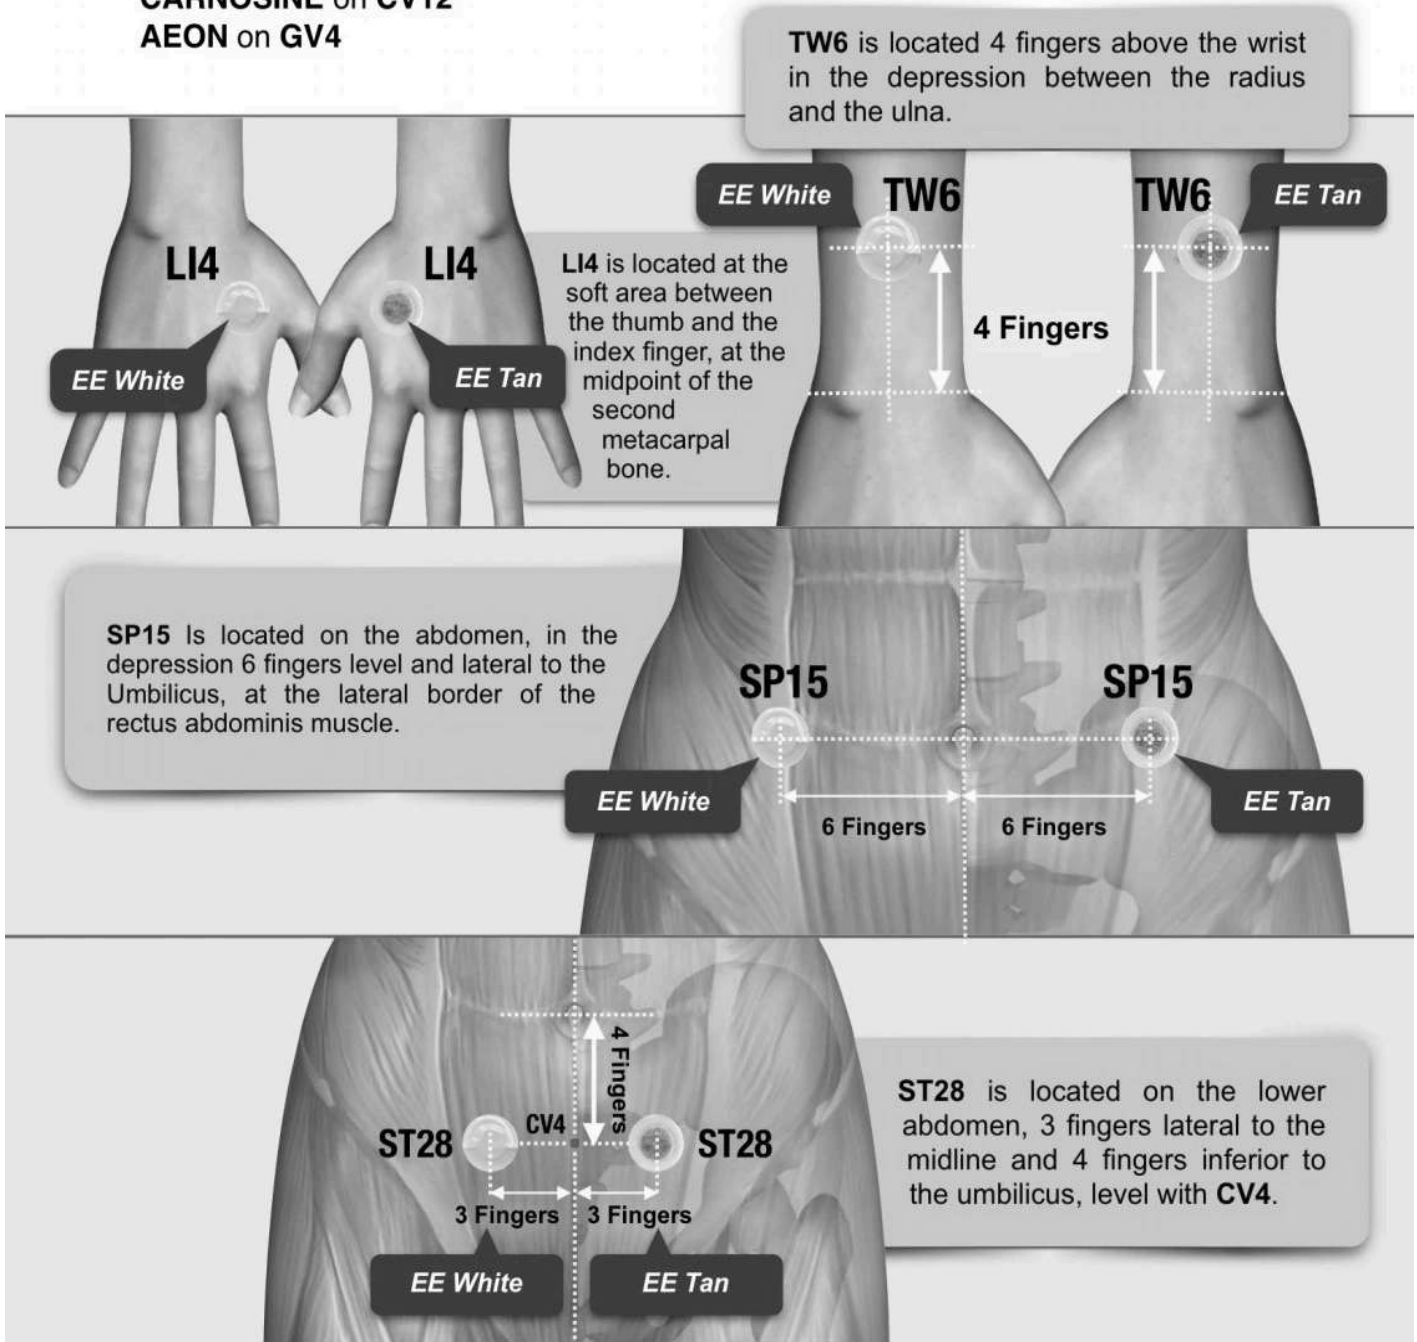 CARNOSINE on CV12
AEON on GV4
TW6 is located 4 fingers above the wrist
in the depression between the radius
and the ulna.
EE White
TW6
TW6
EE Tan
4 Fingers
LI4
LI4
EE White
EE Tan
LI4 is located at the
soft area between
the thumb and the
index finger, at the
midpoint of the
second
metacarpal
bone.
SP15 Is located on the abdomen, in the
depression 6 fingers level and lateral to the
Umbilicus, at the lateral border of the
rectus abdominis muscle.
SP15
SP15
EE White
EE Tan
6 Fingers
6 Fingers
4 Fingers
CV4
ST28
ST28
3 Fingers
3 Fingers
EE White
EE Tan
ST28 is located on the lower
abdomen, 3 fingers lateral to the
midline and 4 fingers inferior to
the umbilicus, level with CV4.